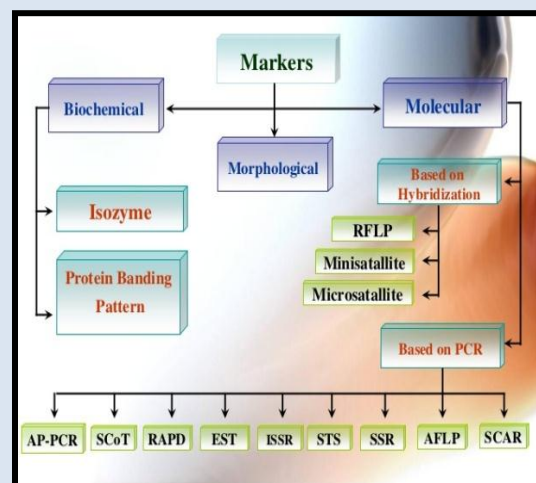 Markers
Biochemical
Molecular
Morphological
Based on
Hybridization
Isozyme
RFLP
Minisatallite
Microsatallite
Protein Banding
Pattern
Based on PCR
AP-PCR
SCoT
RAPD
EST
ISSR
STS
SSR
AFLP
SCAR